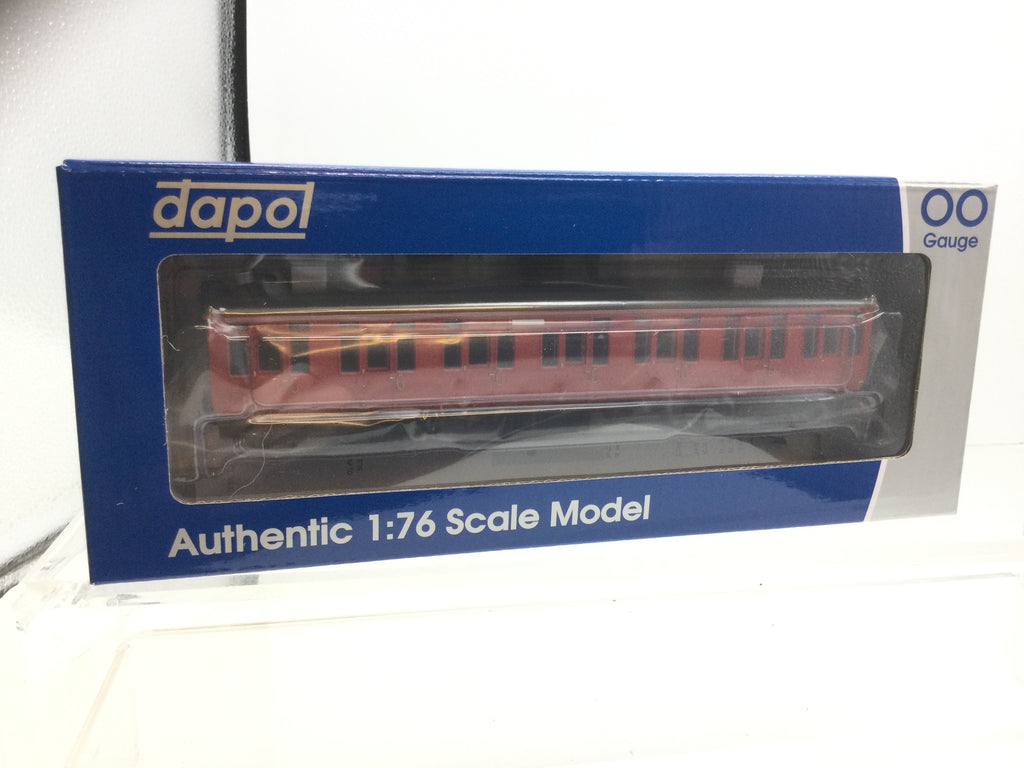 dapol
OO
Gauge
Authentic 1:76 Scale Model